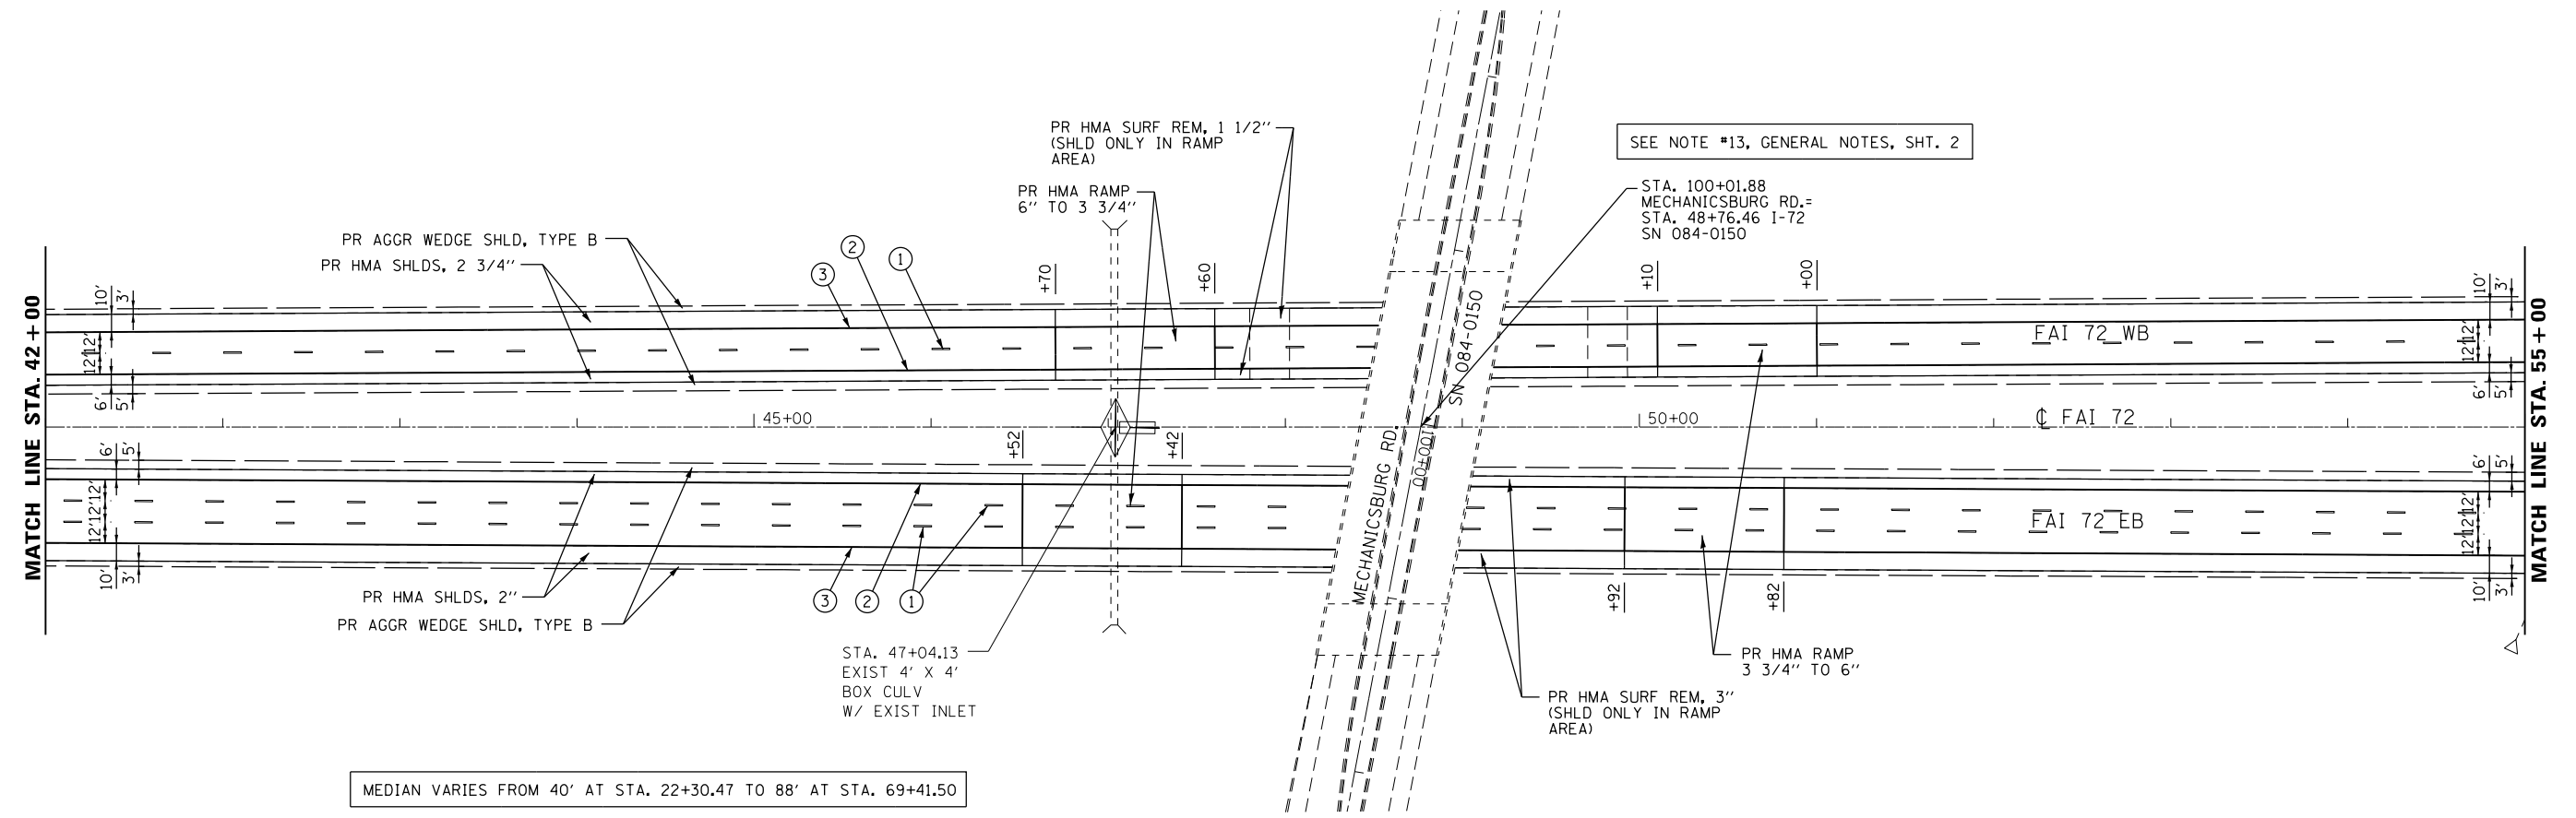 PR HMA SURF REM, 1 1/2"
(SHLD ONLY IN RAMP
AREA)
SEE NOTE #13, GENERAL NOTES, SHT. 2
PR HMA RAMP
6" TO 3 3/4"
STA. 100+01.88
MECHANICSBURG RD.=
STA. 48+76.46 I-72
SN 084-0150
PR AGGR WEDGE SHLD, TYPE B
PR HMA SHLDS, 2 3/4"
3
2
1
+70
+60
+10
+00
MATCH LINE STA. 42+00
10'
3'
12'
12'
6'
5'
SN 084-0150
FAI 72 WB
10'
3'
12'
12'
6'
5'
MATCH LINE STA. 55+00
45+00
50+00
℄ FAI 72
+52
+42
100+00
MECHANICSBURG RD.
6'
5'
12'
12'
12'
10'
3'
FAI 72 EB
6'
5'
12'
12'
12'
10'
3'
+92
+82
PR HMA SHLDS, 2"
PR AGGR WEDGE SHLD, TYPE B
3
2
1
STA. 47+04.13
EXIST 4' X 4'
BOX CULV
W/ EXIST INLET
PR HMA RAMP
3 3/4" TO 6"
PR HMA SURF REM, 3"
(SHLD ONLY IN RAMP
AREA)
MEDIAN VARIES FROM 40' AT STA. 22+30.47 TO 88' AT STA. 69+41.50